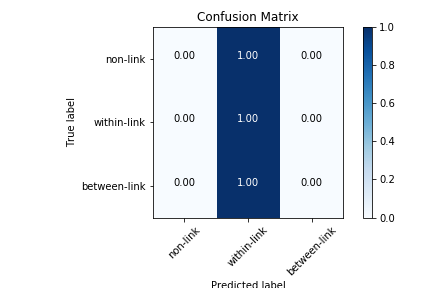 Confusion Matrix
1.0
non-link 0.00 1.00 0.00
0.8
True label
within-link 0.00 1.00 0.00
0.6
0.4
between-link 0.00 1.00 0.00
0.2
0.0
non-link within-link between-link
Predicted label